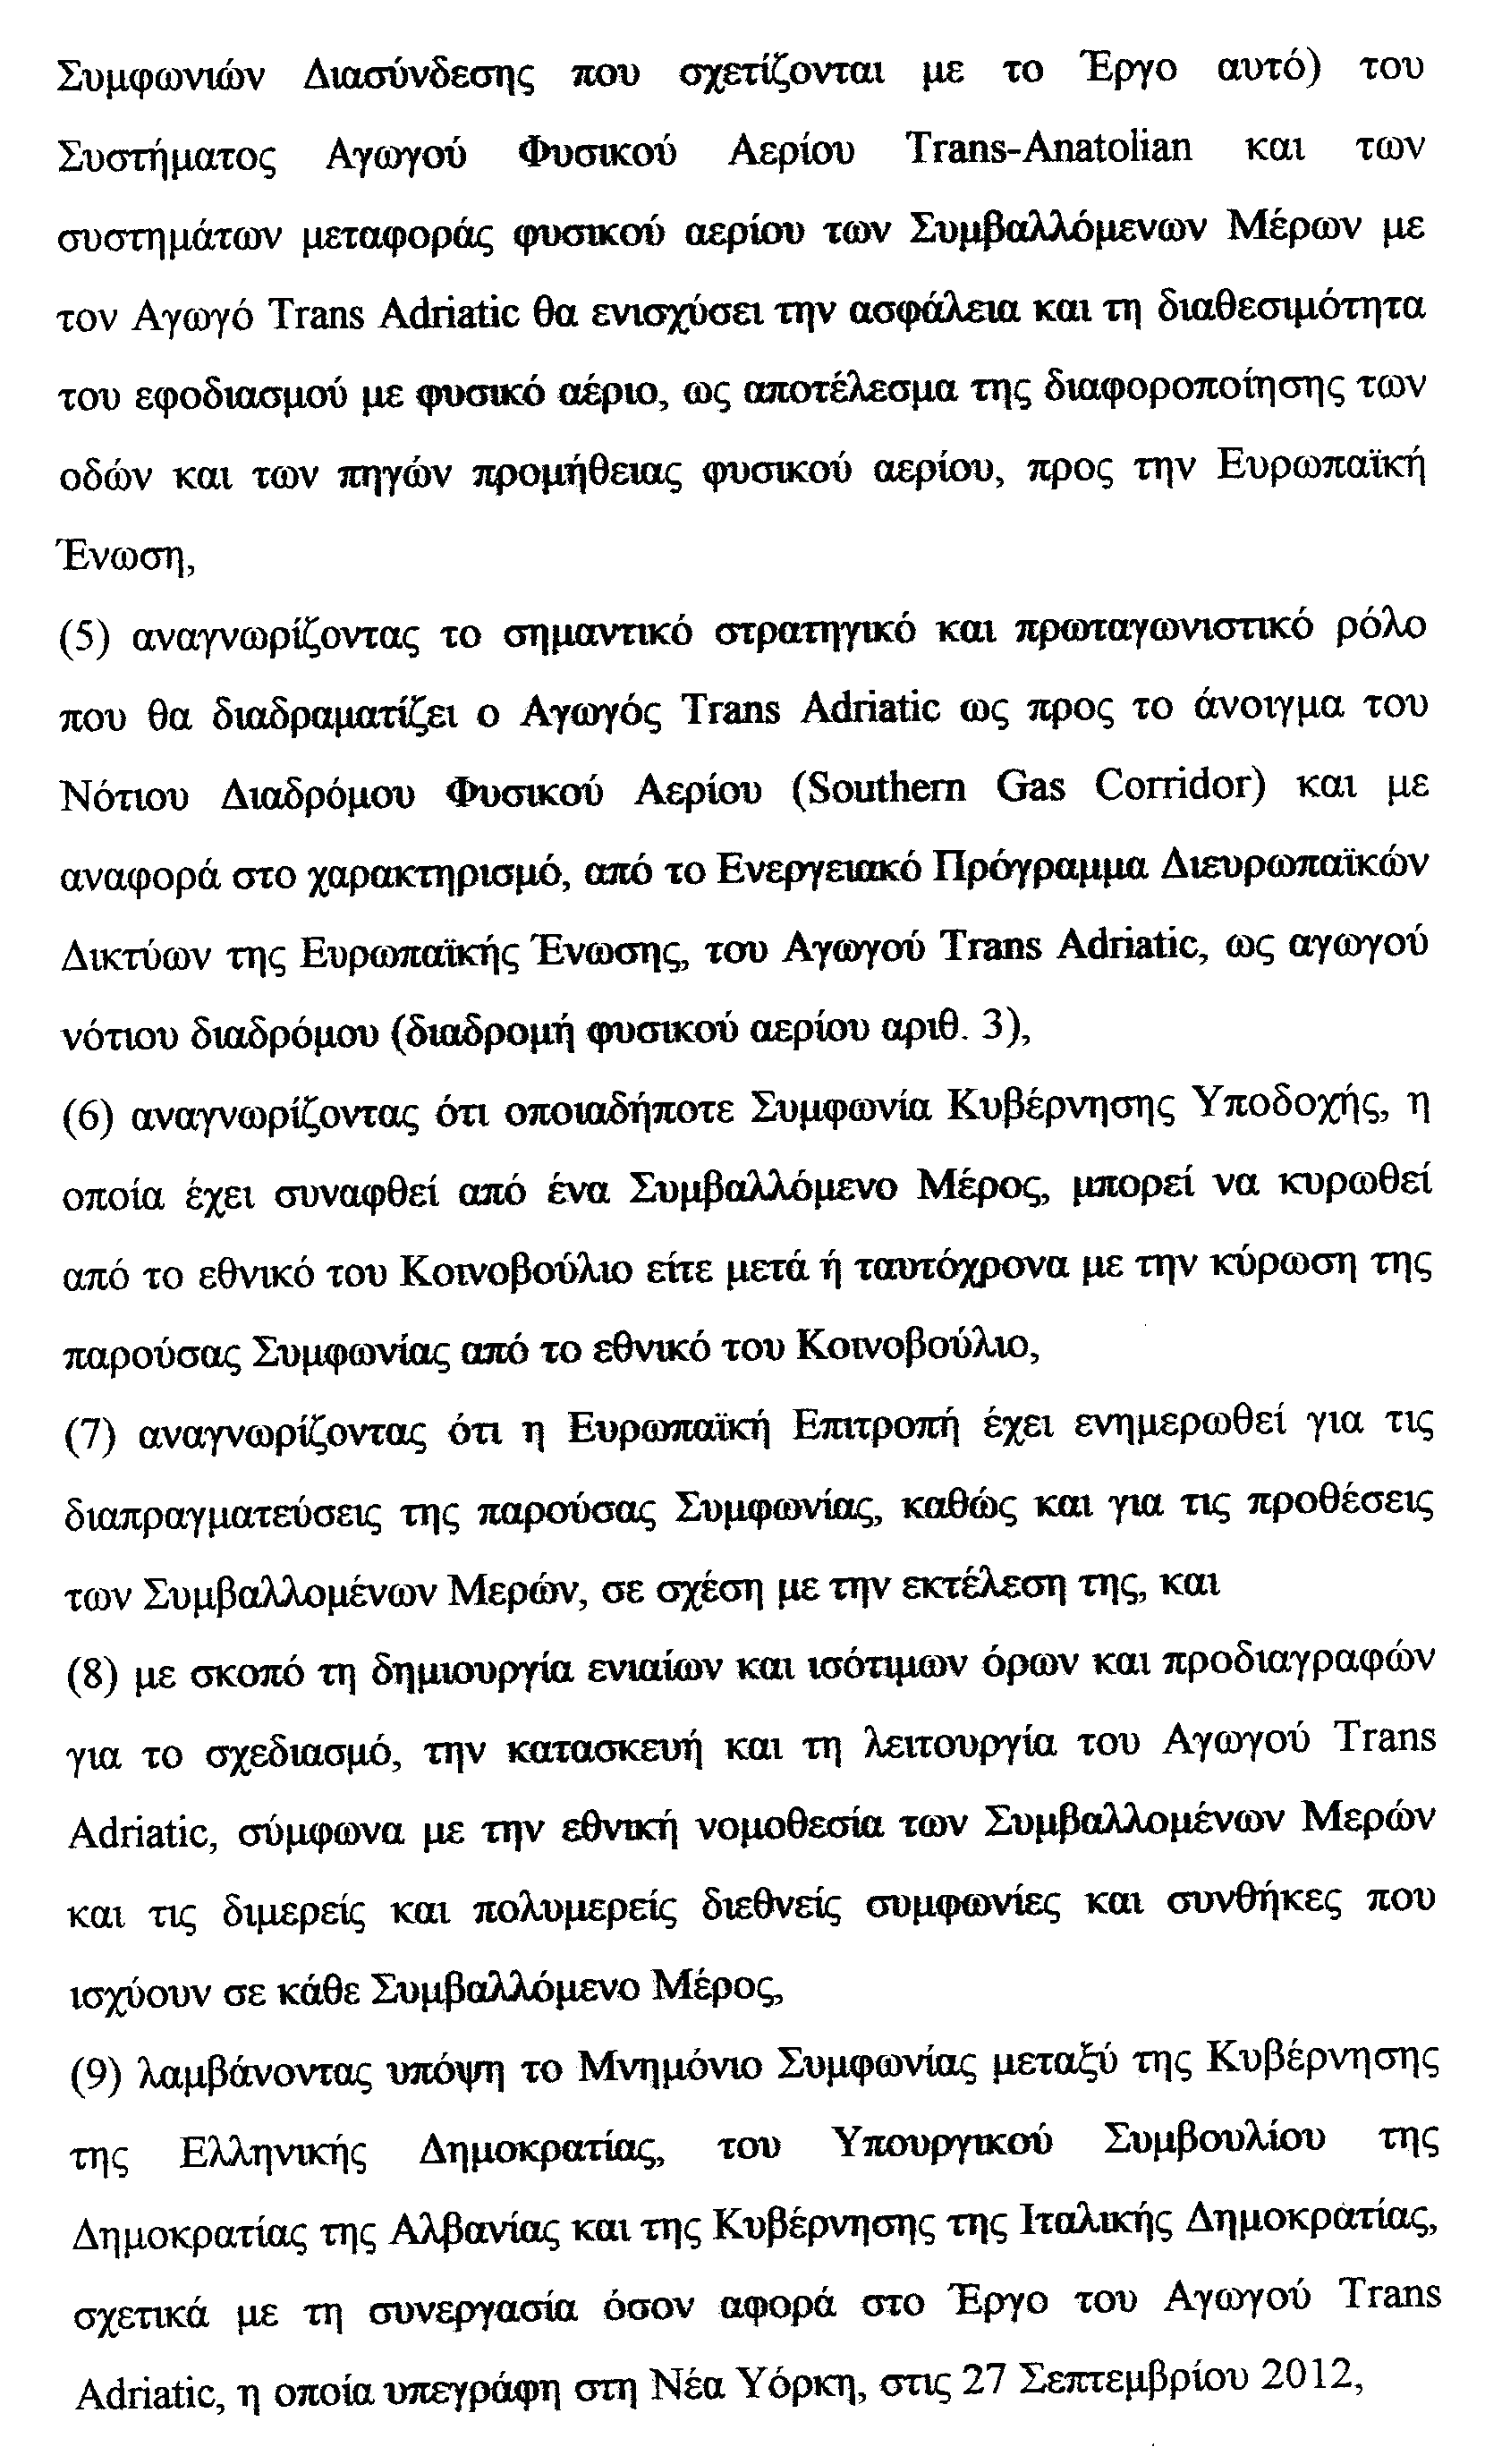 Συμφωνιών Διασύνδεσης που σχετίζονται με το Έργο αυτό) του
Συστήματος Αγωγού Φυσικού Αερίου Trans-Anatolian και των
συστημάτων μεταφοράς φυσικού αερίου των Συμβαλλόμενων Μέρων με
τον Αγωγό Trans Adriatic θα ενισχύσει την ασφάλεια και τη διαθεσιμότητα
του εφοδιασμού με φυσικό αέριο, ως αποτέλεσμα της διαφοροποίησης των
οδών και των πηγών προμήθειας φυσικού αερίου, προς την Ευρωπαϊκή
Ένωση,
(5) αναγνωρίζοντας το σημαντικό στρατηγικό και πρωταγωνιστικό ρόλο
που θα διαδραματίζει ο Αγωγός Trans Adriatic ως προς το άνοιγμα του
Νότιου Διαδρόμου Φυσικού Αερίου (Southern Gas Corridor) και με
αναφορά στο χαρακτηρισμό, από το Ενεργειακό Πρόγραμμα Διευρωπαϊκών
Δικτύων της Ευρωπαϊκής Ένωσης, του Αγωγού Trans Adriatic, ως αγωγού
νότιου διαδρόμου (διαδρομή φυσικού αερίου αριθ. 3),
(6) αναγνωρίζοντας ότι οποιαδήποτε Συμφωνία Κυβέρνησης Υποδοχής, η
οποία έχει συναφθεί από ένα Συμβαλλόμενο Μέρος, μπορεί να κυρωθεί
από το εθνικό του Κοινοβούλιο είτε μετά ή ταυτόχρονα με την κύρωση της
παρούσας Συμφωνίας από το εθνικό του Κοινοβούλιο,
(7) αναγνωρίζοντας ότι η Ευρωπαϊκή Επιτροπή έχει ενημερωθεί για τις
διαπραγματεύσεις της παρούσας Συμφωνίας, καθώς και για τις προθέσεις
των Συμβαλλομένων Μερών, σε σχέση με την εκτέλεση της, και
(8) με σκοπό τη δημιουργία ενιαίων και ισότιμων όρων και προδιαγραφών
για το σχεδιασμό, την κατασκευή και τη λειτουργία του Αγωγού Trans
Adriatic, σύμφωνα με την εθνική νομοθεσία των Συμβαλλομένων Μερών
και τις διμερείς και πολυμερείς διεθνείς συμφωνίες και συνθήκες που
ισχύουν σε κάθε Συμβαλλόμενο Μέρος,
(9) λαμβάνοντας υπόψη το Μνημόνιο Συμφωνίας μεταξύ της Κυβέρνησης
της Ελληνικής Δημοκρατίας, του Υπουργικού Συμβουλίου της
Δημοκρατίας της Αλβανίας και της Κυβέρνησης της Ιταλικής Δημοκρατίας,
σχετικά με τη συνεργασία όσον αφορά στο Έργο του Αγωγού Trans
Adriatic, η οποία υπεγράφη στη Νέα Υόρκη, στις 27 Σεπτεμβρίου 2012,